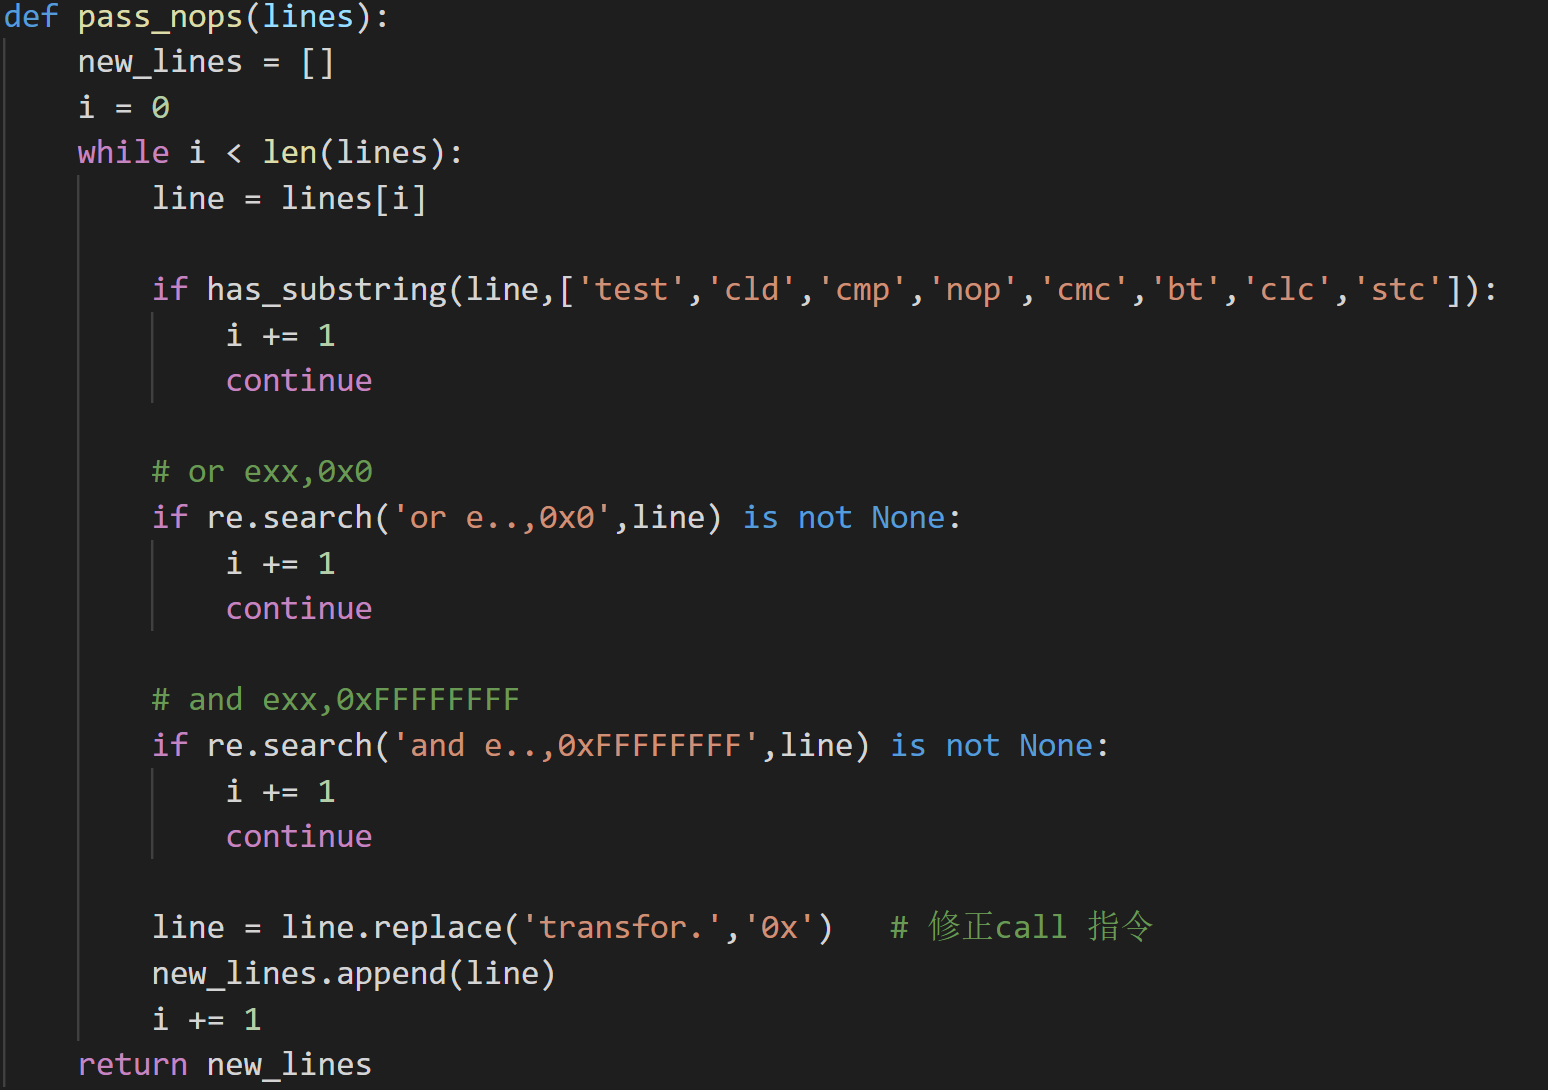 def pass_nops(lines):
    new_lines = []
    i = 0
    while i < len(lines):
        line = lines[i]

        if has_substring(line,['test','cld','cmp','nop','cmc','bt','clc','stc']):
            i += 1
            continue

        # or exx,0x0
        if re.search('or e..,0x0',line) is not None:
            i += 1
            continue

        # and exx,0xFFFFFFFF
        if re.search('and e..,0xFFFFFFFF',line) is not None:
            i += 1
            continue

        line = line.replace('transfor.','0x')   # 修正call 指令
        new_lines.append(line)
        i += 1
    return new_lines